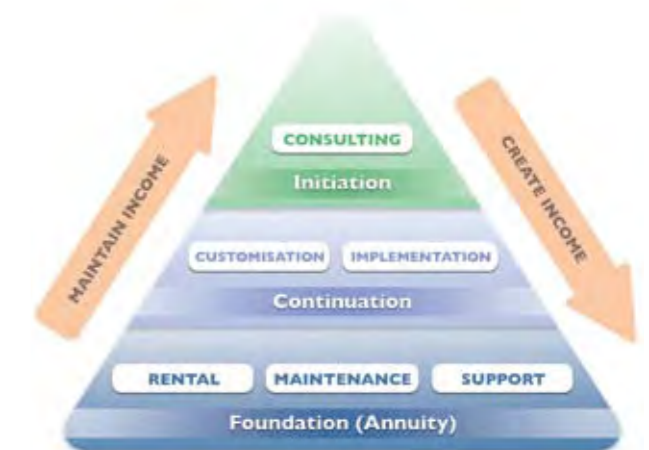 CONSULTING
Initiation
MAINTAIN INCOME
CREATE INCOME
CUSTOMISATION IMPLEMENTATION
Continuation
RENTAL MAINTENANCE SUPPORT
Foundation (Annuity)